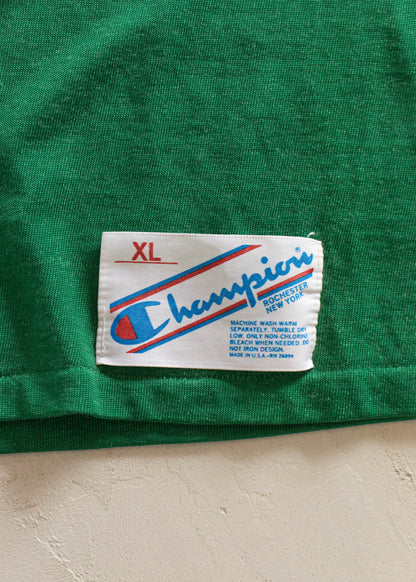 XL
Champion®
ROCHESTER
NEW YORK
MACHINE WASH WARM
SEPARATELY. TUMBLE DRY
LOW. ONLY NON-CHLORINE
BLEACH WHEN NEEDED. DO
NOT IRON DESIGN.
MADE IN U.S.A.-RN 26094